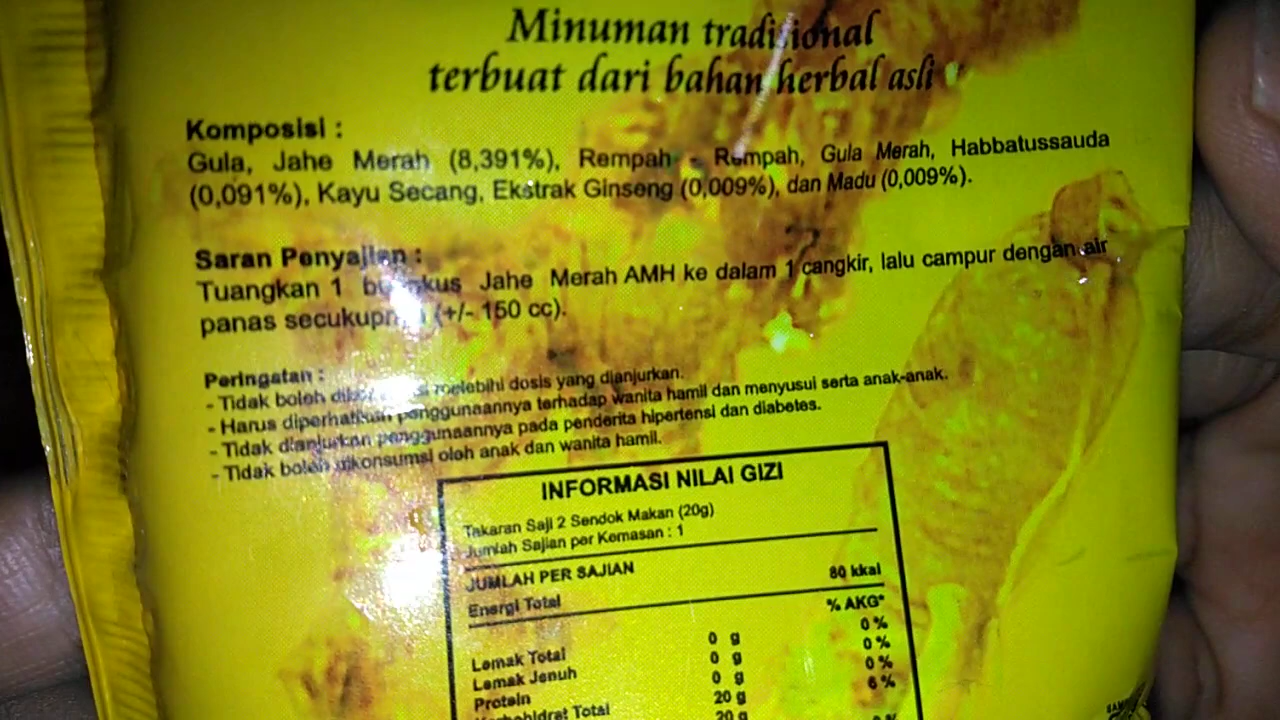 Minuman tradisional
terbuat dari bahan herbal asli
Komposisi :
Gula, Jahe Merah (8,391%), Rempah - Rempah, Gula Merah, Habbatussauda
(0,091%), Kayu Secang, Ekstrak Ginseng (0,009%), dan Madu (0,009%).
Saran Penyajian :
Tuangkan 1 bungkus Jahe Merah AMH ke dalam 1 cangkir, lalu campur dengan air
panas secukupnya (+/- 150 cc).
Peringatan :
- Tidak boleh dikonsumsi melebihi dosis yang dianjurkan.
- Harus diperhatikan penggunaannya terhadap wanita hamil dan menyusui serta anak-anak.
- Tidak dianjurkan penggunaannya pada penderita hipertensi dan diabetes.
- Tidak boleh dikonsumsi oleh anak dan wanita hamil.
INFORMASI NILAI GIZI
Takaran Saji 2 Sendok Makan (20g)
Jumlah Sajian per Kemasan : 1
JUMLAH PER SAJIAN
Energi Total 80 kkal
% AKG*
Lemak Total 0 g 0 %
Lemak Jenuh 0 g 0 %
Protein 0 g 0 %
Karbohidrat Total 20 g 6 %
20 g